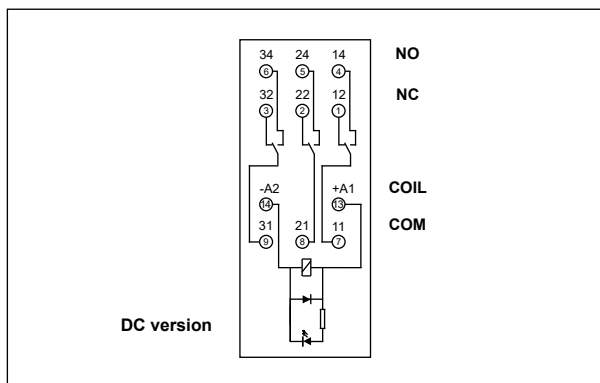 34 24 14 NO
6 5 4
32 22 12 NC
3 2 1
-A2 +A1 COIL
14 13
31 21 11 COM
9 8 7
DC version